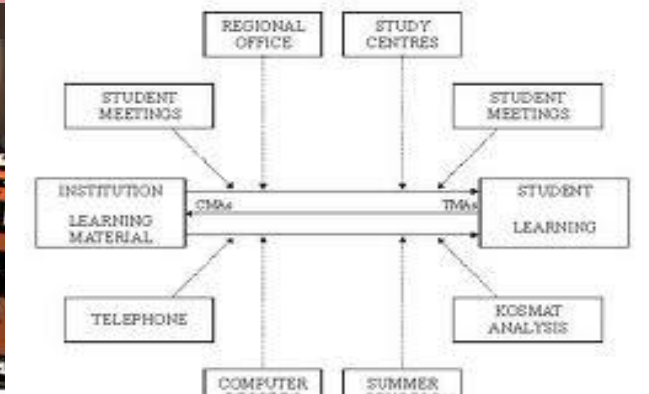 REGIONAL
OFFICE
STUDY
CENTRES
STUDENT
MEETINGS
STUDENT
MEETINGS
INSTITUTION
LEARNING
MATERIAL
CMAs
TMAs
STUDENT
LEARNING
TELEPHONE
KOSMAT
ANALYSIS
COMPUTER
SUMMER